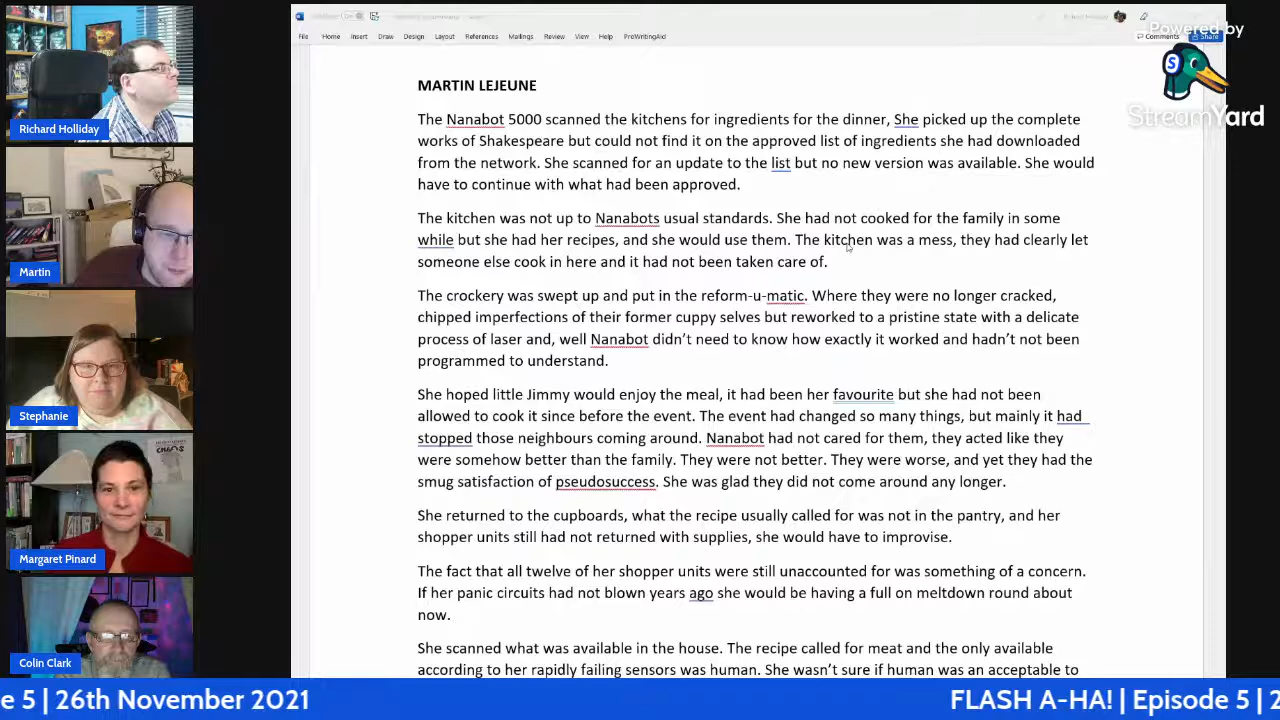 Powered by
StreamYard
File Home Insert Draw Design Layout References Mailings Review View Help ProWritingAid
Comments Share
MARTIN LEJEUNE
The Nanabot 5000 scanned the kitchens for ingredients for the dinner, She picked up the complete
works of Shakespeare but could not find it on the approved list of ingredients she had downloaded
from the network. She scanned for an update to the list but no new version was available. She would
have to continue with what had been approved.
The kitchen was not up to Nanabots usual standards. She had not cooked for the family in some
while but she had her recipes, and she would use them. The kitchen was a mess, they had clearly let
someone else cook in here and it had not been taken care of.
The crockery was swept up and put in the reform-u-matic. Where they were no longer cracked,
chipped imperfections of their former cuppy selves but reworked to a pristine state with a delicate
process of laser and, well Nanabot didn’t need to know how exactly it worked and hadn’t not been
programmed to understand.
She hoped little Jimmy would enjoy the meal, it had been her favourite but she had not been
allowed to cook it since before the event. The event had changed so many things, but mainly it had
stopped those neighbours coming around. Nanabot had not cared for them, they acted like they
were somehow better than the family. They were not better. They were worse, and yet they had the
smug satisfaction of pseudosuccess. She was glad they did not come around any longer.
She returned to the cupboards, what the recipe usually called for was not in the pantry, and her
shopper units still had not returned with supplies, she would have to improvise.
The fact that all twelve of her shopper units were still unaccounted for was something of a concern.
If her panic circuits had not blown years ago she would be having a full on meltdown round about
now.
She scanned what was available in the house. The recipe called for meat and the only available
according to her rapidly failing sensors was human. She wasn’t sure if human was an acceptable to
Richard Holliday
Martin
Stephanie
Margaret Pinard
Colin Clark
e 5 | 26th November 2021
FLASH A-HA! | Episode 5 | 2